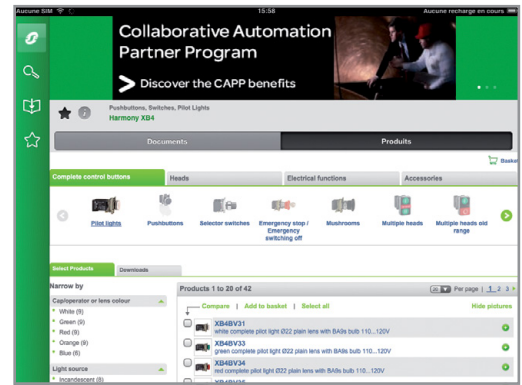 Aucune SIM
15:58
Aucune recharge en cours
Collaborative Automation
Partner Program
Discover the CAPP benefits
Pushbuttons, Switches, Pilot Lights
Harmony XB4
Documents
Produits
Basket
Complete control buttons
Heads
Electrical functions
Accessories
Pilot lights
Pushbuttons
Selector switches
Emergency stop /
Emergency
switching off
Mushrooms
Multiple heads
Multiple heads old
range
Select Products
Downloads
Narrow by
Products 1 to 20 of 42
20
Per page | 1 2 3
Cap/operator or lens colour
White (9)
Green (9)
Red (9)
Orange (9)
Blue (6)
Light source
Incandescent (8)
Compare | Add to basket | Select all
Hide pictures
XB4BV31
white complete pilot light Ø22 plain lens with BA9s bulb 110...120V
XB4BV33
green complete pilot light Ø22 plain lens with BA9s bulb 110...120V
XB4BV34
red complete pilot light Ø22 plain lens with BA9s bulb 110...120V